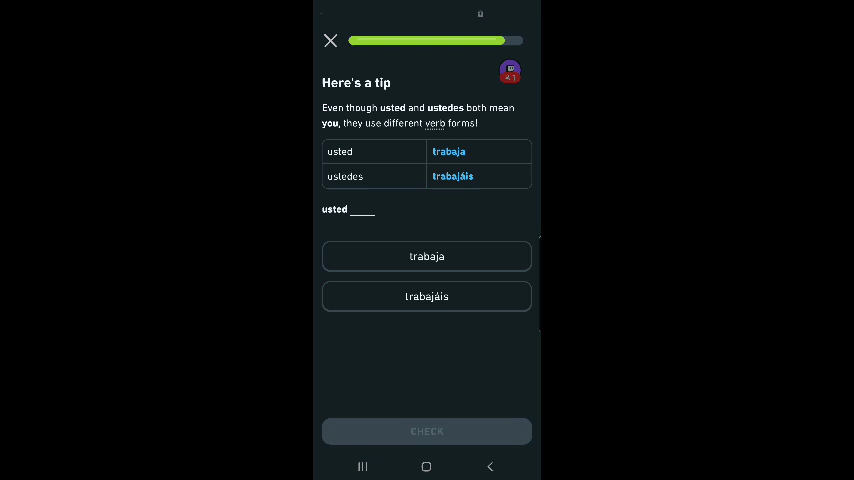 Here's a tip
Even though usted and ustedes both mean
you, they use different verb forms!
usted trabaja
ustedes trabajáis
usted _____
trabaja
trabajáis
CHECK